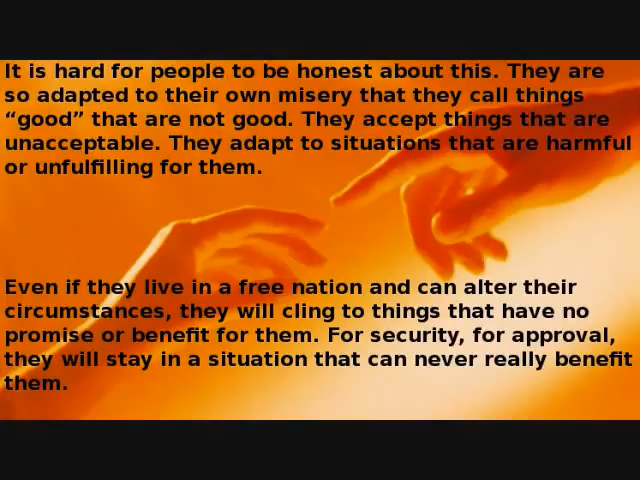 It is hard for people to be honest about this. They are
so adapted to their own misery that they call things
“good” that are not good. They accept things that are
unacceptable. They adapt to situations that are harmful
or unfulfilling for them.
Even if they live in a free nation and can alter their
circumstances, they will cling to things that have no
promise or benefit for them. For security, for approval,
they will stay in a situation that can never really benefit
them.